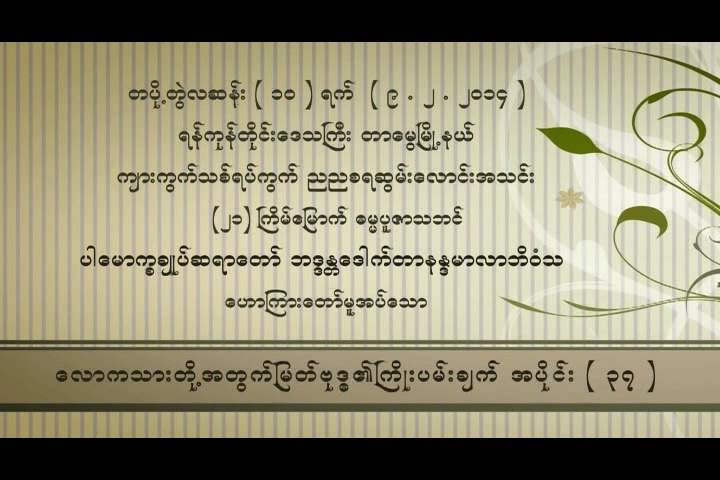 တပို့တွဲလဆန်း ( ၁၀ ) ရက် ( ၉ . ၂ . ၂၀၁၄ )
ရန်ကုန်တိုင်းဒေသကြီး တာမွေမြို့နယ်
ကျားကွက်သစ်ရပ်ကွက် ညညစရဆွမ်းလောင်းအသင်း
(၂၁) ကြိမ်မြောက် ဓမ္မပူဇာသဘင်
ပါမောက္ခချုပ်ဆရာတော် ဘဒ္ဒန္တဒေါက်တာနန္ဒမာလာဘိဝံသ
ဟောကြားတော်မူအပ်သော
လောကသားတို့အတွက်မြတ်ဗုဒ္ဓ၏ကြိုးပမ်းချက် အပိုင်း ( ၃၇ )